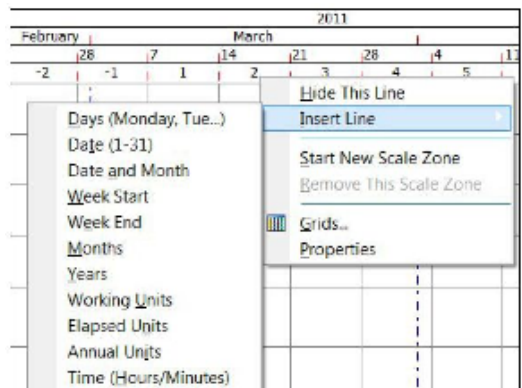 2011
February March
28 7 14 21 28 4 11
-2 -1 1 2 3 4 5
Hide This Line
Insert Line
Start New Scale Zone
Remove This Scale Zone
Grids...
Properties
Days (Monday, Tue...)
Date (1-31)
Date and Month
Week Start
Week End
Months
Years
Working Units
Elapsed Units
Annual Units
Time (Hours/Minutes)